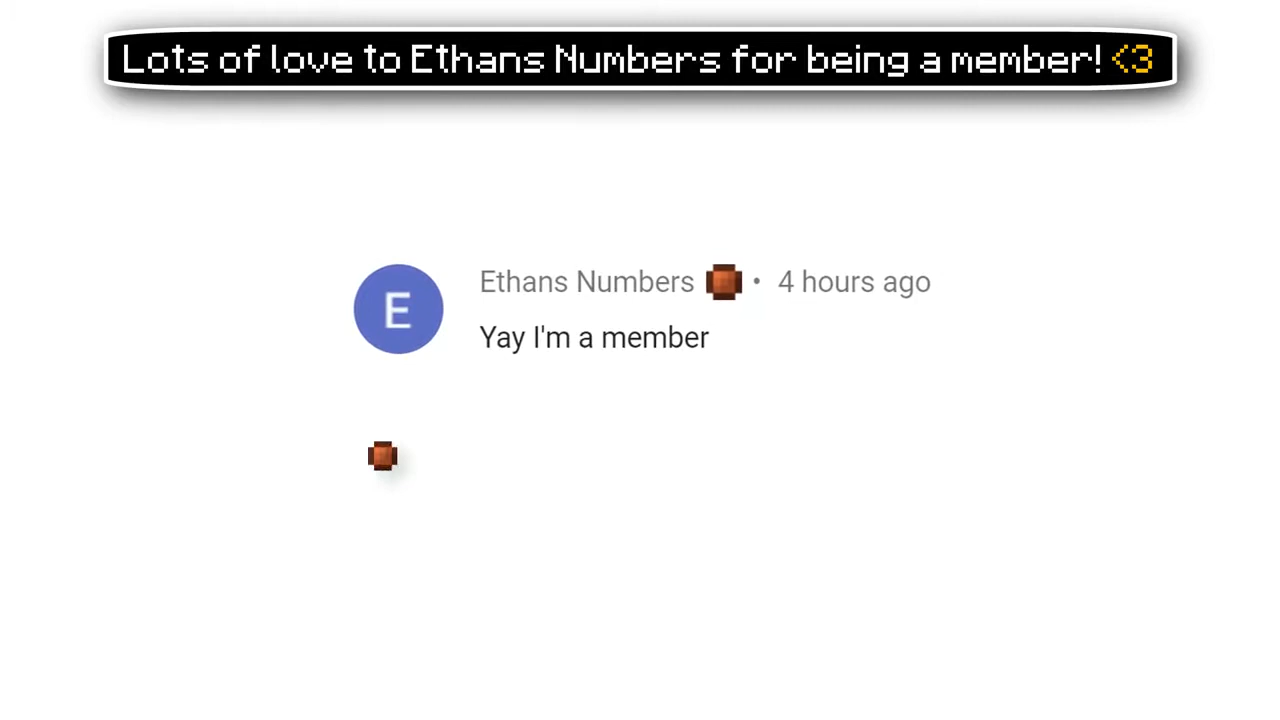 Lots of love to Ethans Numbers for being a member! <3
Ethans Numbers • 4 hours ago
E
Yay I'm a member